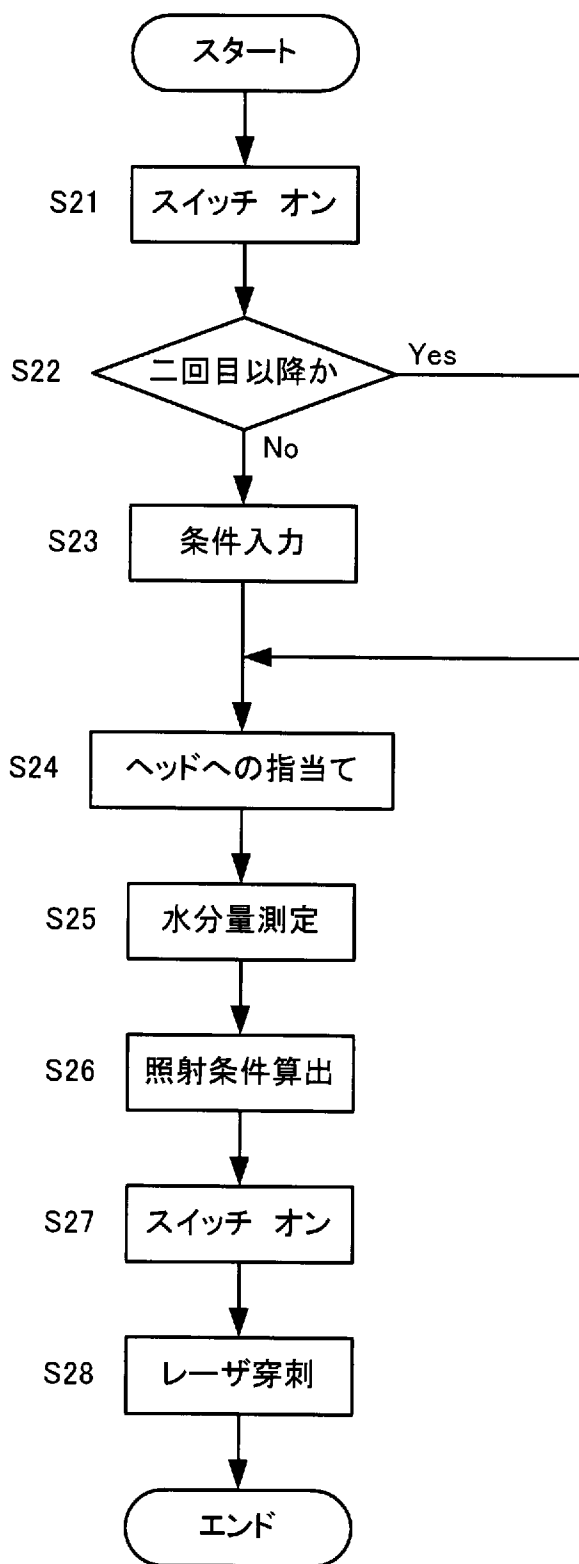 スタート
S21 スイッチ オン
S22 二回目以降か Yes
No
S23 条件入力
S24 ヘッドへの指当て
S25 水分量測定
S26 照射条件算出
S27 スイッチ オン
S28 レーザ穿刺
エンド